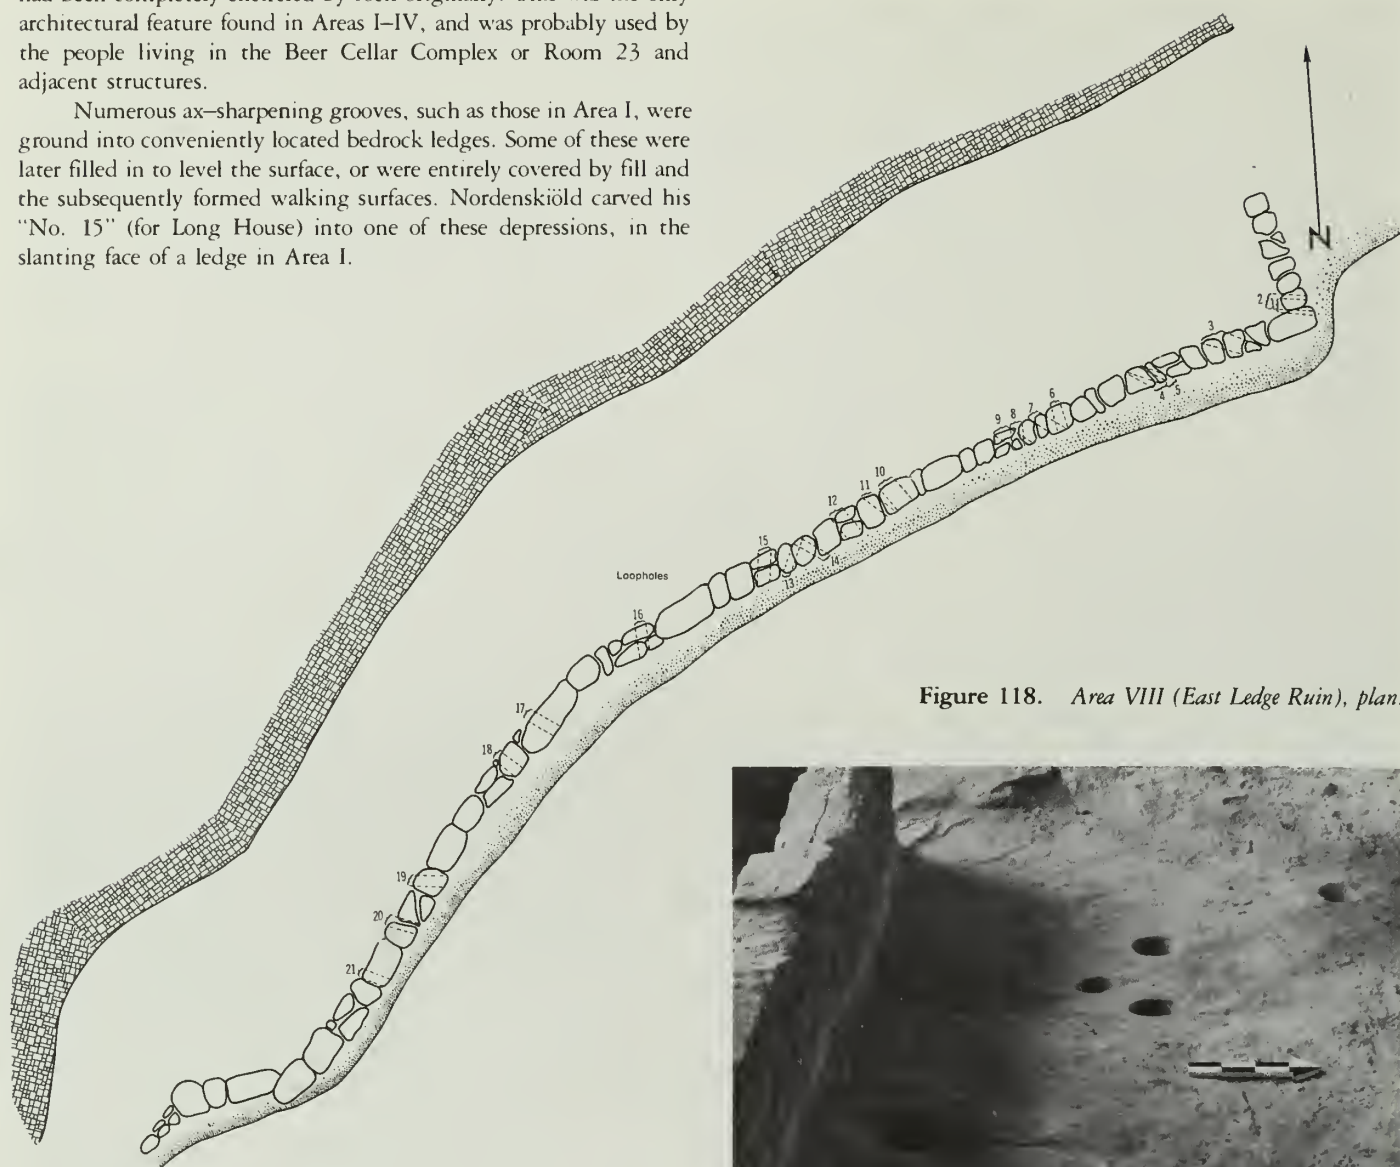 architectural feature found in Areas I–IV, and was probably used by
the people living in the Beer Cellar Complex or Room 23 and
adjacent structures.
Numerous ax–sharpening grooves, such as those in Area I, were
ground into conveniently located bedrock ledges. Some of these were
later filled in to level the surface, or were entirely covered by fill and
the subsequently formed walking surfaces. Nordenskiöld carved his
"No. 15" (for Long House) into one of these depressions, in the
slanting face of a ledge in Area I.
N
2
3
4
5
6
7
8
9
10
11
12
13
14
15
Loopholes
16
17
18
19
20
21
Figure 118. Area VIII (East Ledge Ruin), plan.